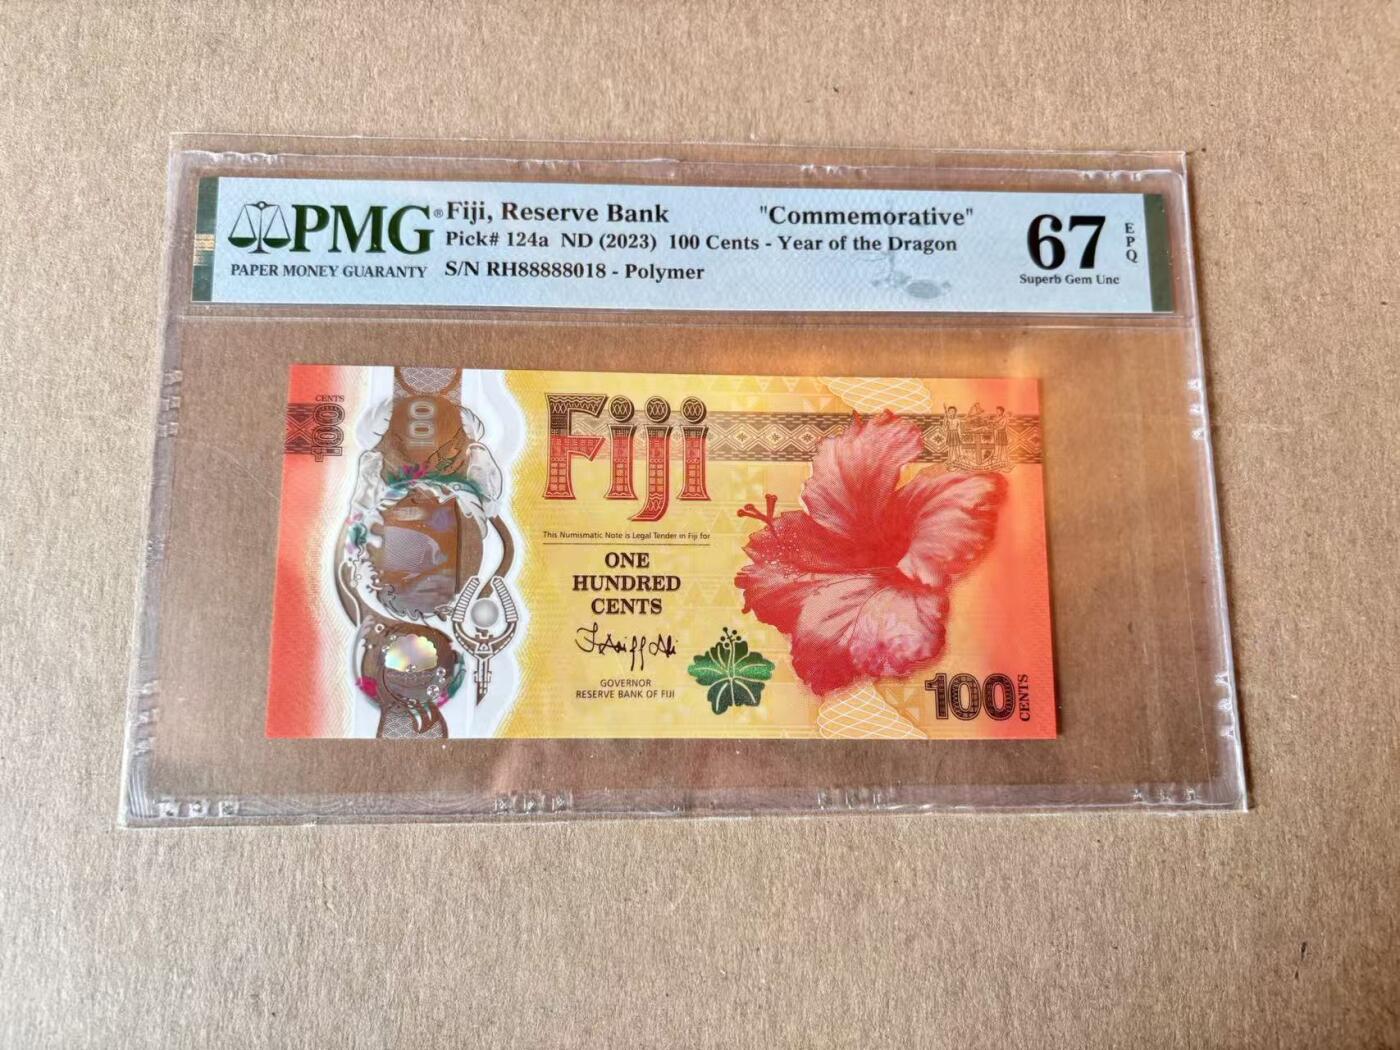 PMG®
PAPER MONEY GUARANTY
Fiji, Reserve Bank "Commemorative"
Pick# 124a ND (2023) 100 Cents - Year of the Dragon
S/N RH88888018 - Polymer
67
EPQ
Superb Gem Unc
CENTS
100
100
Fiji
This Numismatic Note is Legal Tender in Fiji for
ONE
HUNDRED
CENTS
GOVERNOR
RESERVE BANK OF FIJI
100
CENTS